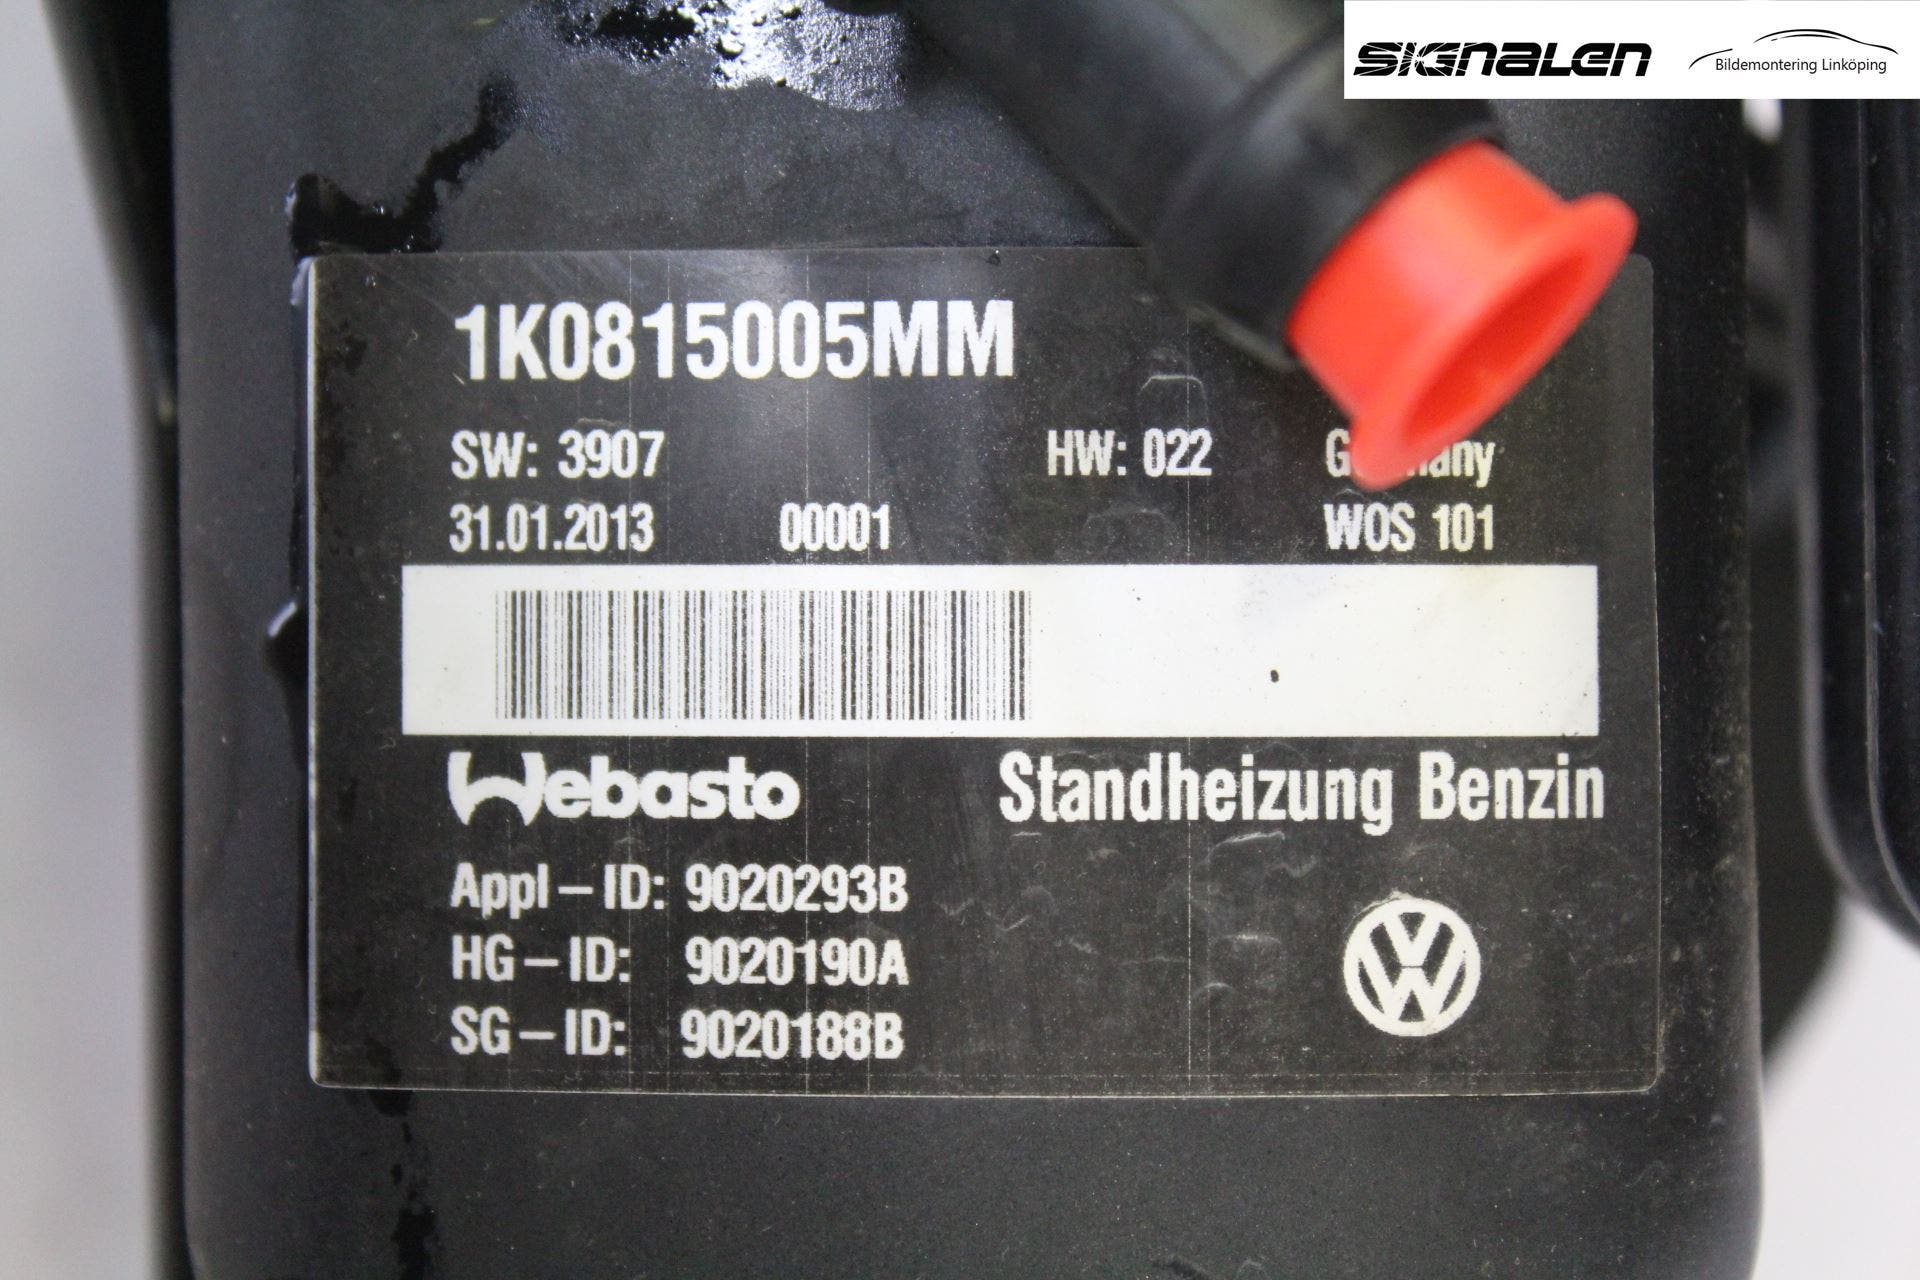 SIGNALEN Bildemontering Linköping
1K0815005MM
SW: 3907 HW: 022
31.01.2013 00001 WOS 101
Webasto Standheizung Benzin
Appl-ID: 9020293B
HG-ID: 9020190A
SG-ID: 9020188B